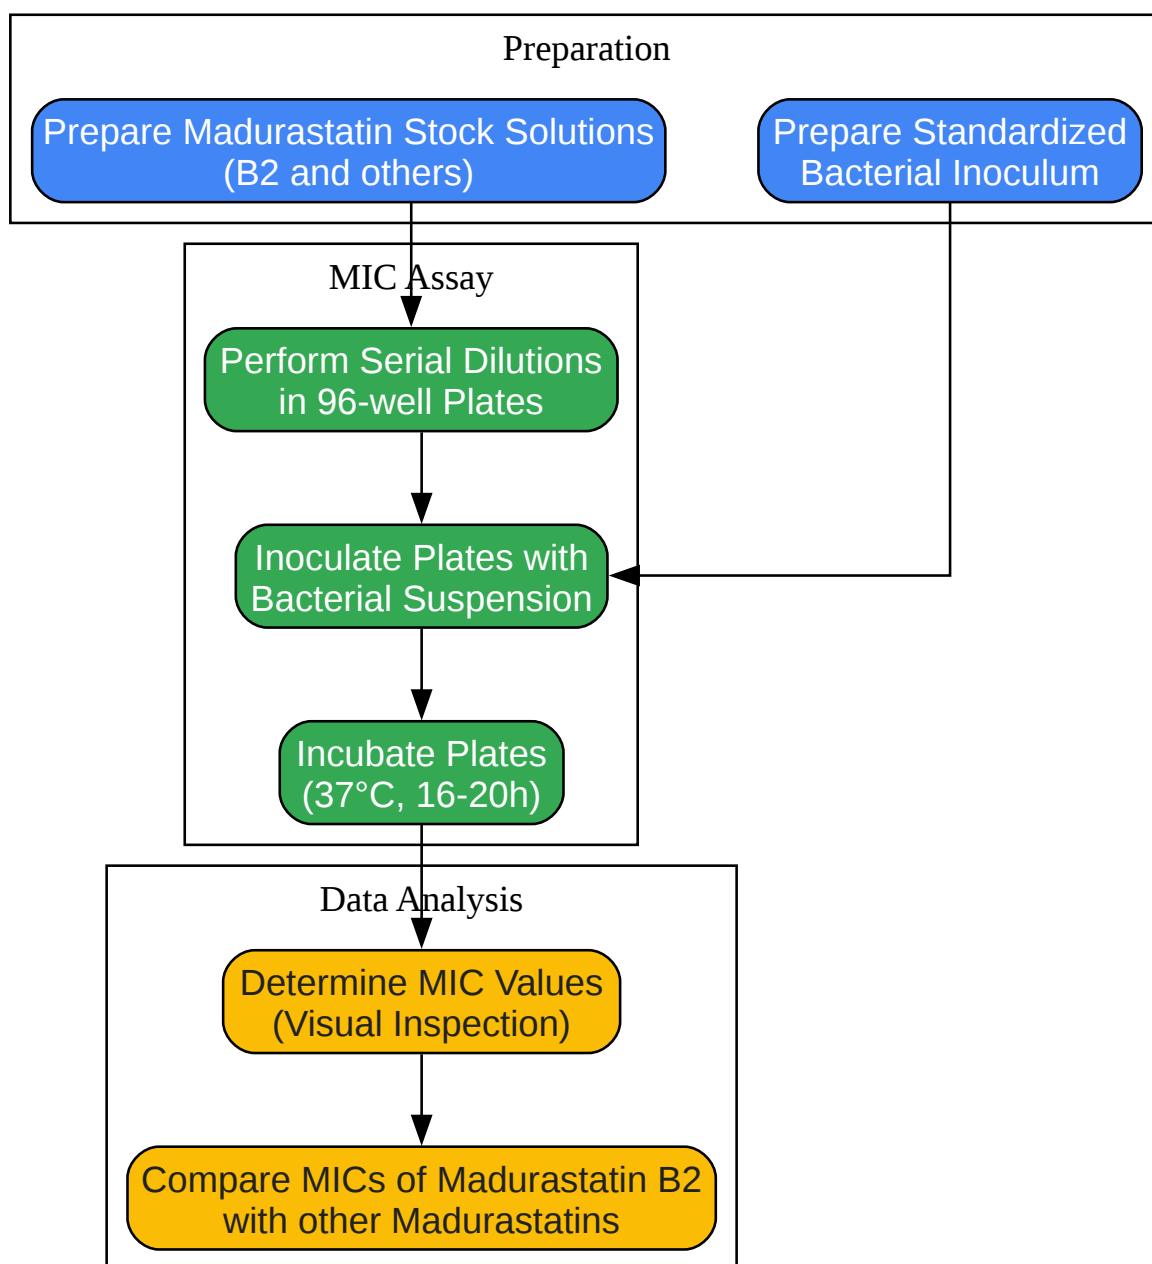 Preparation
Prepare Madurastatin Stock Solutions
(B2 and others)
Prepare Standardized
Bacterial Inoculum
MIC Assay
Perform Serial Dilutions
in 96-well Plates
Inoculate Plates with
Bacterial Suspension
Incubate Plates
(37°C, 16-20h)
Data Analysis
Determine MIC Values
(Visual Inspection)
Compare MICs of Madurastatin B2
with other Madurastatins